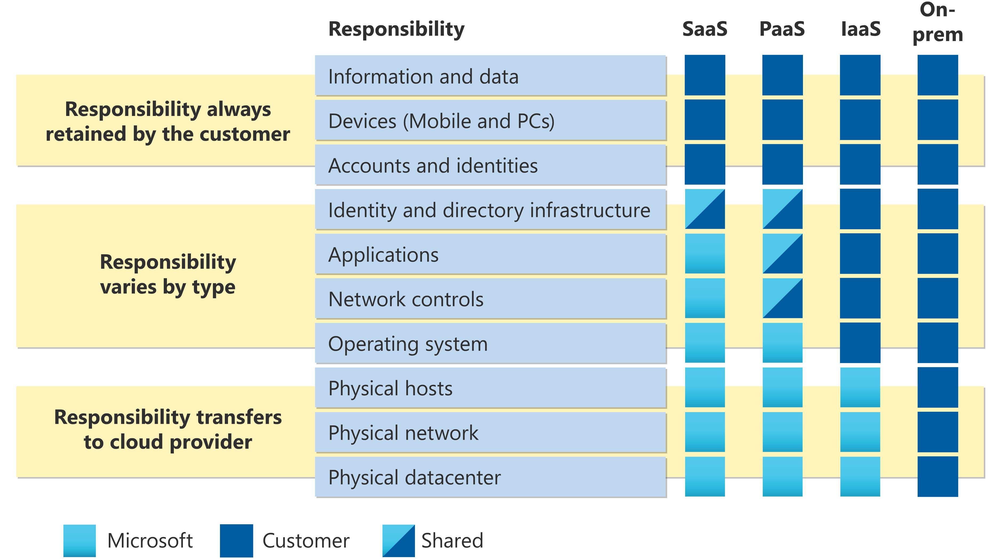 Responsibility
SaaS
PaaS
IaaS
On-
prem
Responsibility always
retained by the customer
Information and data
Devices (Mobile and PCs)
Accounts and identities
Responsibility
varies by type
Identity and directory infrastructure
Applications
Network controls
Operating system
Responsibility transfers
to cloud provider
Physical hosts
Physical network
Physical datacenter
Microsoft
Customer
Shared